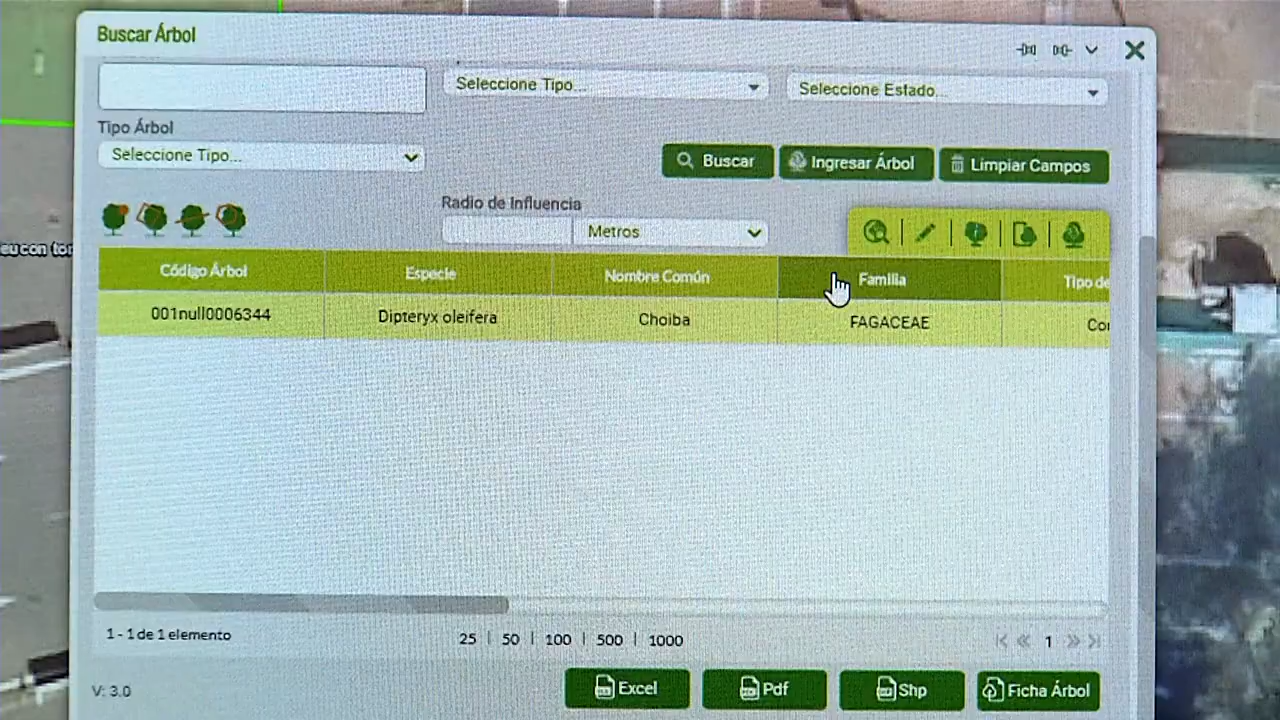 Buscar Árbol
Seleccione Tipo...
Seleccione Estado...
Tipo Árbol
Seleccione Tipo...
Buscar
Ingresar Árbol
Limpiar Campos
Radio de Influencia
Metros
Código Árbol
Especie
Nombre Común
Familia
Tipo de
001null0006344
Dipteryx oleifera
Choiba
FAGACEAE
1 - 1 de 1 elemento
25 | 50 | 100 | 500 | 1000
1
V: 3.0
Excel
Pdf
Shp
Ficha Árbol